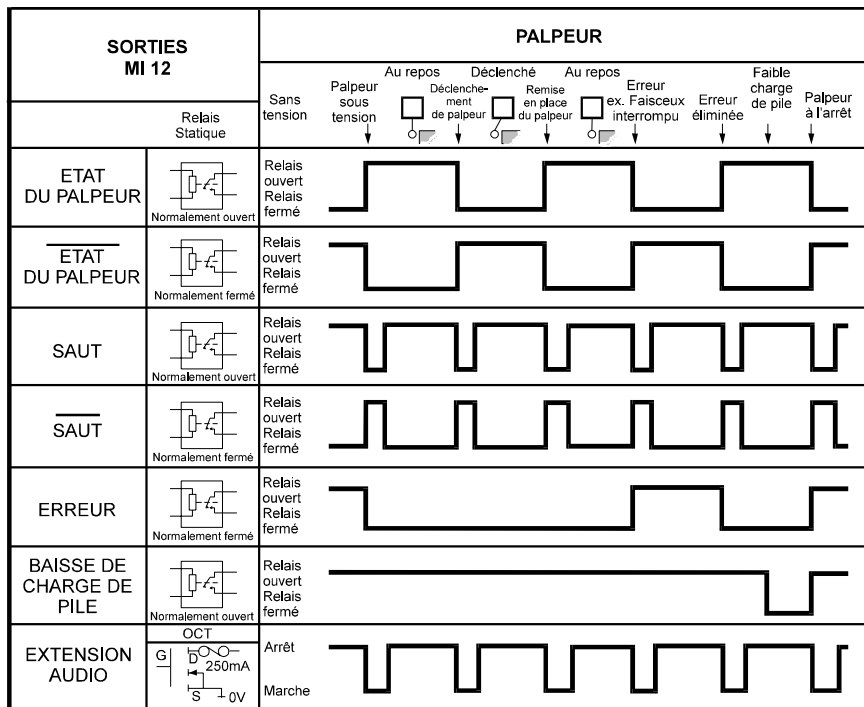 SORTIES
MI 12
PALPEUR
Relais
Statique
Sans
tension
Palpeur
sous
tension
Au repos
Déclenche-
ment
de palpeur
Déclenché
Remise
en place
du palpeur
Au repos
Erreur
ex. Faisceux
interrompu
Erreur
éliminée
Faible
charge
de pile
Palpeur
à l'arrêt
ETAT
DU PALPEUR
Normalement ouvert
Relais
ouvert
Relais
fermé
ETAT
DU PALPEUR
Normalement fermé
Relais
ouvert
Relais
fermé
SAUT
Normalement ouvert
Relais
ouvert
Relais
fermé
SAUT
Normalement fermé
Relais
ouvert
Relais
fermé
ERREUR
Normalement fermé
Relais
ouvert
Relais
fermé
BAISSE DE
CHARGE DE
PILE
Normalement ouvert
Relais
ouvert
Relais
fermé
EXTENSION
AUDIO
OCT
G
D
250mA
S
0V
Arrêt
Marche